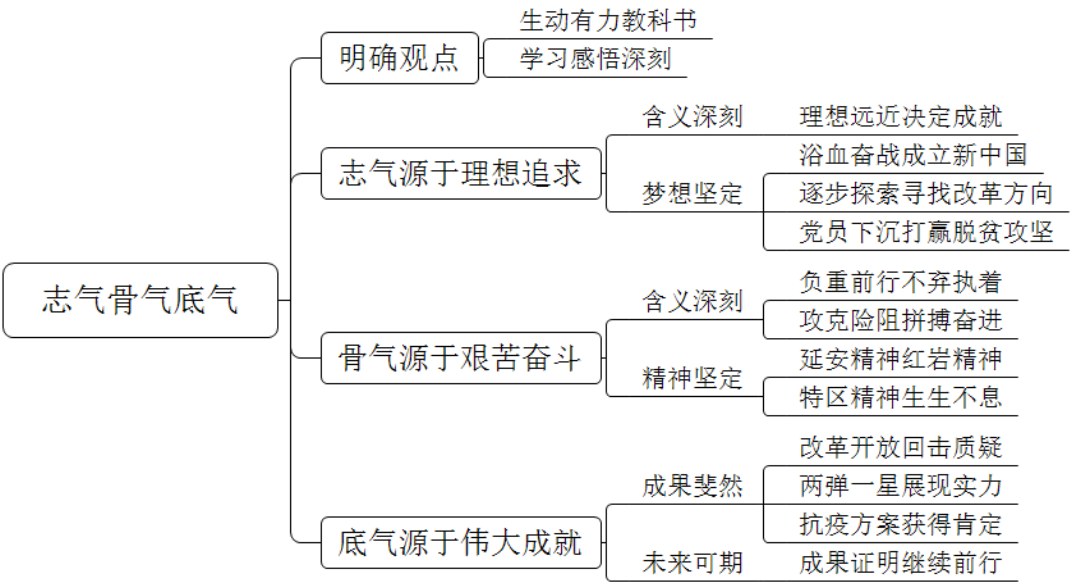 志气骨气底气
明确观点
生动有力教科书
学习感悟深刻
志气源于理想追求
含义深刻
理想远近决定成就
梦想坚定
浴血奋战成立新中国
逐步探索寻找改革方向
党员下沉打赢脱贫攻坚
骨气源于艰苦奋斗
含义深刻
负重前行不弃执着
攻克险阻拼搏奋进
精神坚定
延安精神红岩精神
特区精神生生不息
底气源于伟大成就
成果斐然
改革开放回击质疑
两弹一星展现实力
抗疫方案获得肯定
未来可期
成果证明继续前行